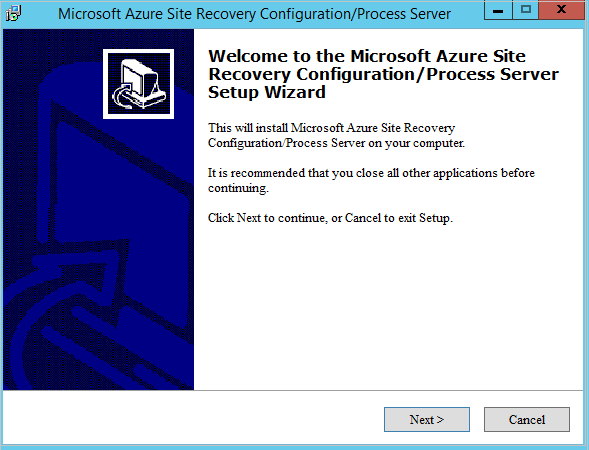 Microsoft Azure Site Recovery Configuration/Process Server
Welcome to the Microsoft Azure Site
Recovery Configuration/Process Server
Setup Wizard
This will install Microsoft Azure Site Recovery
Configuration/Process Server on your computer.
It is recommended that you close all other applications before
continuing.
Click Next to continue, or Cancel to exit Setup.
Next >
Cancel